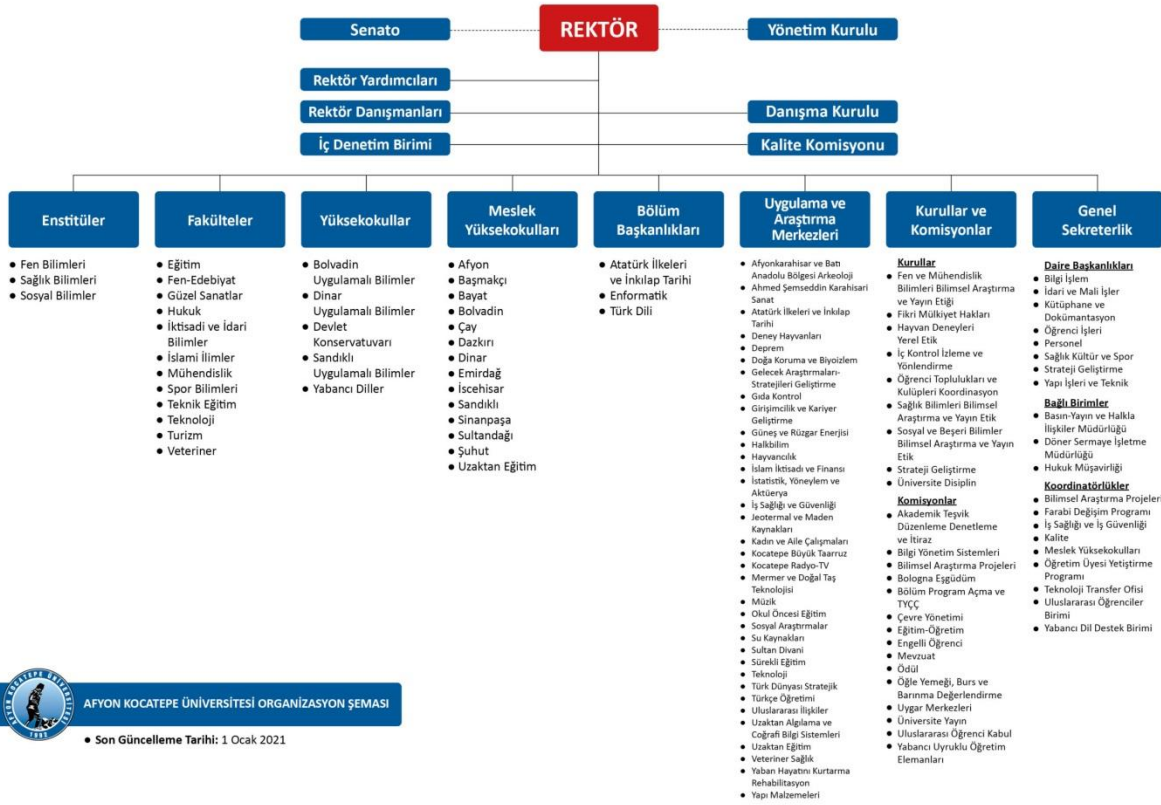 Senato
REKTÖR
Yönetim Kurulu
Rektör Yardımcıları
Rektör Danışmanları
Danışma Kurulu
İç Denetim Birimi
Kalite Komisyonu
Enstitüler
• Fen Bilimleri
• Sağlık Bilimleri
• Sosyal Bilimler
Fakülteler
• Eğitim
• Fen-Edebiyat
• Güzel Sanatlar
• Hukuk
• İktisadi ve İdari
Bilimler
• İslami İlimler
• Mühendislik
• Spor Bilimleri
• Teknik Eğitim
• Teknoloji
• Turizm
• Veteriner
Yüksekokullar
• Bolvadin
Uygulamalı Bilimler
• Dinar
Uygulamalı Bilimler
• Devlet
Konservatuvarı
• Sandıklı
Uygulamalı Bilimler
• Yabancı Diller
Meslek
Yüksekokulları
• Afyon
• Başmakçı
• Bayat
• Bolvadin
• Çay
• Dazkırı
• Dinar
• Emirdağ
• İscehisar
• Sandıklı
• Sinanpaşa
• Sultandağı
• Şuhut
• Uzaktan Eğitim
Bölüm
Başkanlıkları
• Atatürk İlkeleri
ve İnkılap Tarihi
• Enformatik
• Türk Dili
Uygulama ve
Araştırma
Merkezleri
• Afyonkarahisar ve Batı
Anadolu Bölgesi Arkeoloji
• Ahmed Şemseddin Karahisari
Sanat
• Atatürk İlkeleri ve İnkılap
Tarihi
• Deney Hayvanları
• Deprem
• Doğa Koruma ve Biyoizlem
• Gelecek Araştırmaları-
Stratejileri Geliştirme
• Gıda Kontrol
• Girişimcilik ve Kariyer
Geliştirme
• Güneş ve Rüzgar Enerjisi
• Halkbilim
• Hayvancılık
• İslam İktisadı ve Finansı
• İstatistik, Yöneylem ve
Aktüerya
• İş Sağlığı ve Güvenliği
• Jeotermal ve Maden
Kaynakları
• Kadın ve Aile Çalışmaları
• Kocatepe Büyük Taarruz
• Kocatepe Radyo-TV
• Mermer ve Doğal Taş
Teknolojisi
• Müzik
• Okul Öncesi Eğitim
• Sosyal Araştırmalar
• Su Kaynakları
• Sultan Divani
• Sürekli Eğitim
• Teknoloji
• Türk Dünyası Stratejik
• Türkçe Öğretimi
• Uluslararası İlişkiler
• Uzaktan Algılama ve
Coğrafi Bilgi Sistemleri
• Uzaktan Eğitim
• Veteriner Sağlık
• Yaban Hayatını Kurtarma
Rehabilitasyon
• Yapı Malzemeleri
Kurullar ve
Komisyonlar
Kurullar
• Fen ve Mühendislik
Bilimleri Bilimsel Araştırma
ve Yayın Etiği
• Fikri Mülkiyet Hakları
• Hayvan Deneyleri
Yerel Etik
• İç Kontrol İzleme ve
Yönlendirme
• Öğrenci Toplulukları ve
Kulüpleri Koordinasyon
• Sağlık Bilimleri Bilimsel
Araştırma ve Yayın Etik
• Sosyal ve Beşeri Bilimler
Bilimsel Araştırma ve Yayın
Etik
• Strateji Geliştirme
• Üniversite Disiplin
Komisyonlar
• Akademik Teşvik
Düzenleme Denetleme
ve İtiraz
• Bilgi Yönetim Sistemleri
• Bilimsel Araştırma Projeleri
• Bologna Eşgüdüm
• Bölüm Program Açma ve
TYÇÇ
• Çevre Yönetimi
• Eğitim-Öğretim
• Engelli Öğrenci
• Mevzuat
• Ödül
• Öğle Yemeği, Burs ve
Barınma Değerlendirme
• Uygar Merkezleri
• Üniversite Yayın
• Uluslararası Öğrenci Kabul
• Yabancı Uyruklu Öğretim
Elemanları
Genel
Sekreterlik
Daire Başkanlıkları
• Bilgi İşlem
• İdari ve Mali İşler
• Kütüphane ve
Dokümantasyon
• Öğrenci İşleri
• Personel
• Sağlık Kültür ve Spor
• Strateji Geliştirme
• Yapı İşleri ve Teknik
Bağlı Birimler
• Basın-Yayın ve Halkla
İlişkiler Müdürlüğü
• Döner Sermaye İşletme
Müdürlüğü
• Hukuk Müşavirliği
Koordinatörlükler
• Bilimsel Araştırma Projeleri
• Farabi Değişim Programı
• İş Sağlığı ve İş Güvenliği
• Kalite
• Meslek Yüksekokulları
• Öğretim Üyesi Yetiştirme
Programı
• Teknoloji Transfer Ofisi
• Uluslararası Öğrenciler
Birimi
• Yabancı Dil Destek Birimi
AFYON KOCATEPE ÜNİVERSİTESİ
1992
AFYON KOCATEPE ÜNİVERSİTESİ ORGANİZASYON ŞEMASI
• Son Güncelleme Tarihi: 1 Ocak 2021